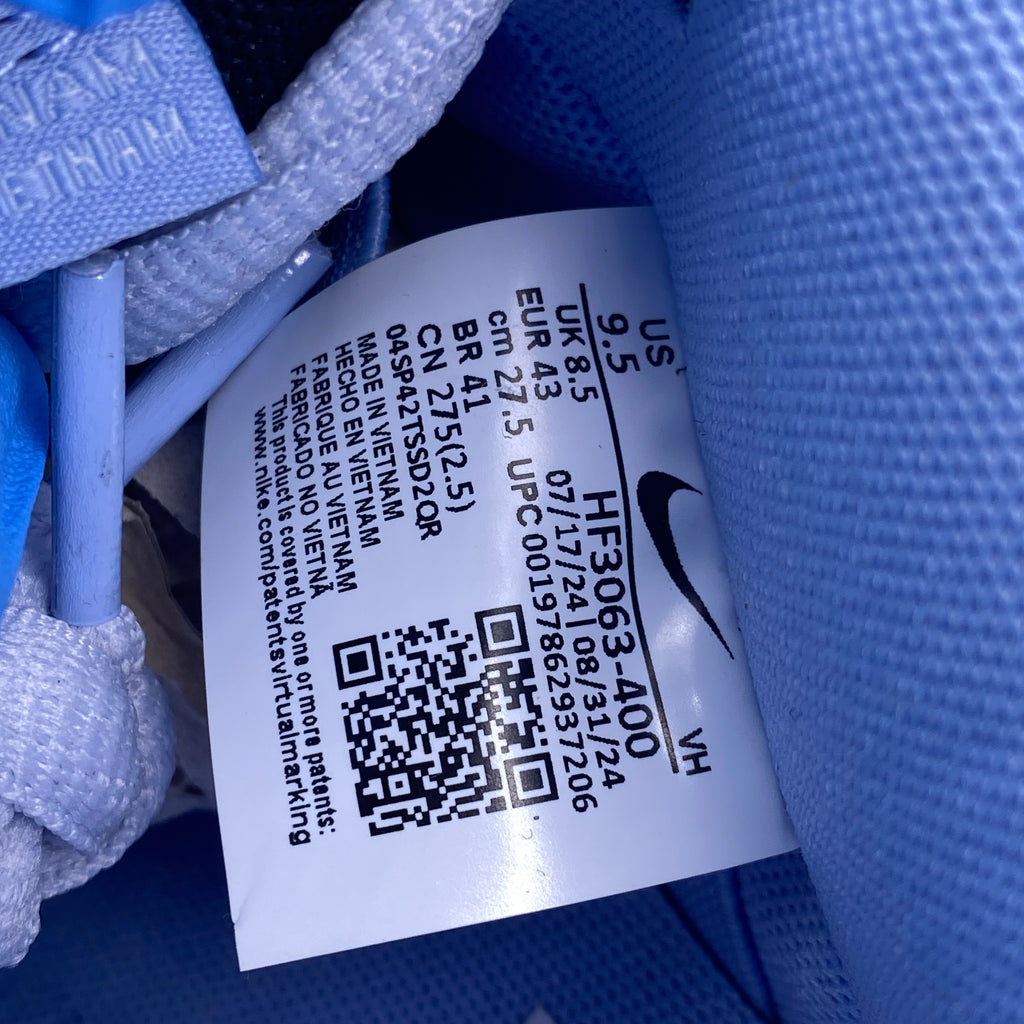 NAM
ETNAM
US
9.5
VH
UK 8.5
HF3063-400
EUR 43
07/17/24 | 08/31/24
cm 27.5
UPC 00197862937206
BR 41
CN 275(2.5)
04SP42TSSD2QR
MADE IN VIETNAM
HECHO EN VIETNAM
FABRIQUE AU VIETNAM
FABRICADO NO VIETNÃ
This product is covered by one or more patents:
www.nike.com/patentsvirtualmarking